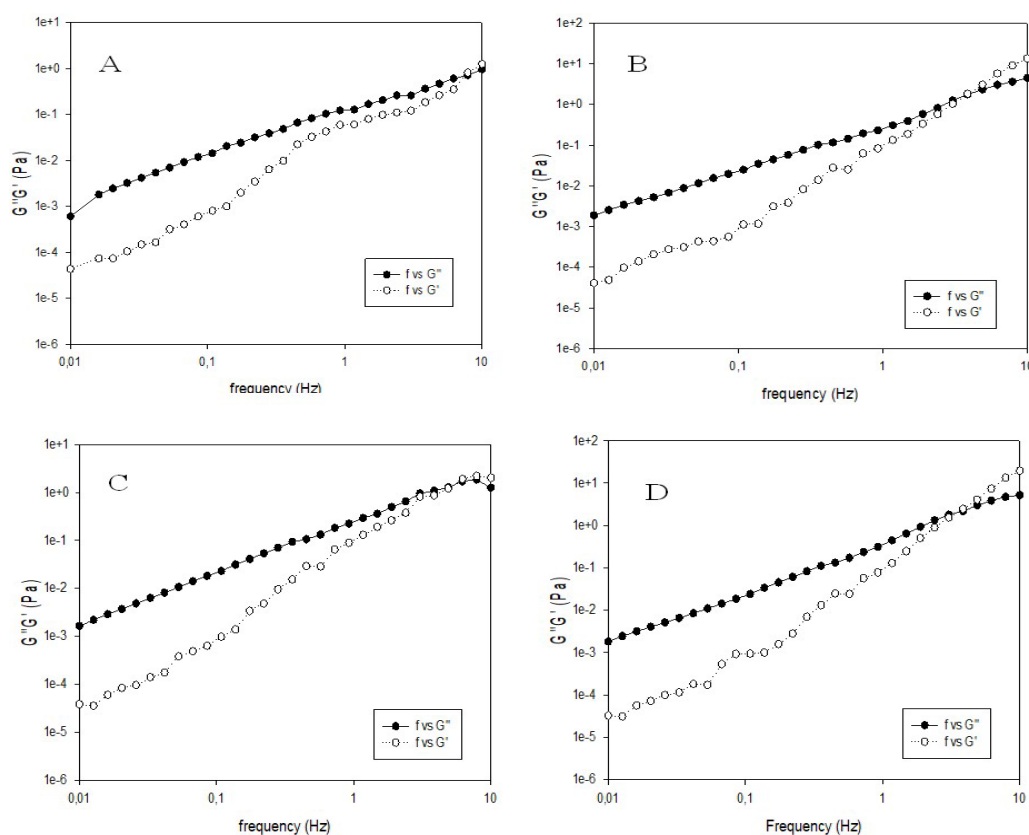 A
1e+1
1e+0
1e-1
1e-2
1e-3
1e-4
1e-5
1e-6
G''G' (Pa)
f vs G''
f vs G'
0,01 0,1 1 10
frequency (Hz)
B
1e+2
1e+1
1e+0
1e-1
1e-2
1e-3
1e-4
1e-5
1e-6
G''G' (Pa)
f vs G''
f vs G'
0,01 0,1 1 10
frequency (Hz)
C
1e+1
1e+0
1e-1
1e-2
1e-3
1e-4
1e-5
1e-6
G''G' (Pa)
f vs G''
f vs G'
0,01 0,1 1 10
frequency (Hz)
D
1e+2
1e+1
1e+0
1e-1
1e-2
1e-3
1e-4
1e-5
1e-6
G''G' (Pa)
f vs G''
f vs G'
0,01 0,1 1 10
Frequency (Hz)